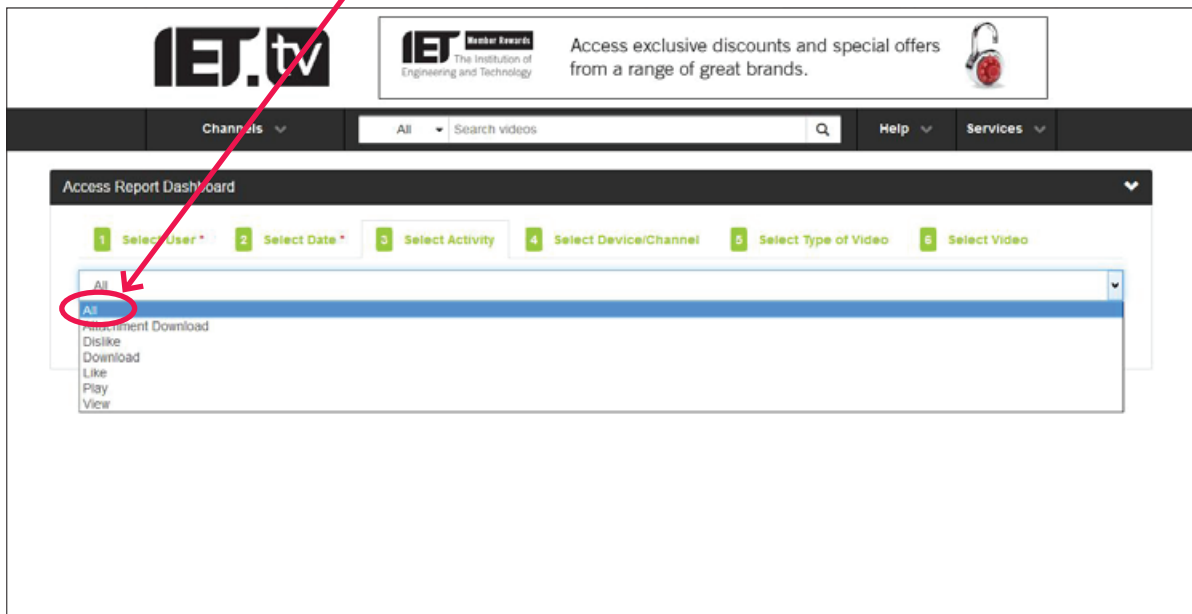 IET.tv
IET Member Rewards
The Institution of
Engineering and Technology
Access exclusive discounts and special offers
from a range of great brands.
Channels
All Search videos
Help
Services
Access Report Dashboard
1 Select User *
2 Select Date *
3 Select Activity
4 Select Device/Channel
5 Select Type of Video
6 Select Video
All
All
Attachment Download
Dislike
Download
Like
Play
View